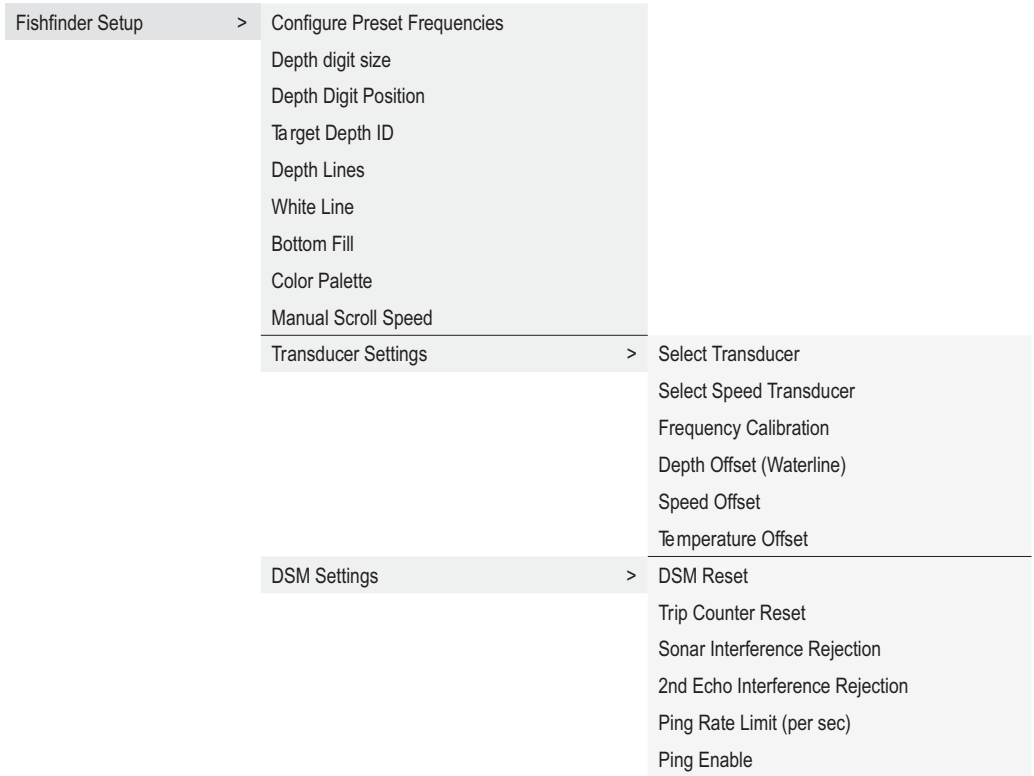 Fishfinder Setup > Configure Preset Frequencies
Depth digit size
Depth Digit Position
Target Depth ID
Depth Lines
White Line
Bottom Fill
Color Palette
Manual Scroll Speed
Transducer Settings > Select Transducer
Select Speed Transducer
Frequency Calibration
Depth Offset (Waterline)
Speed Offset
Temperature Offset
DSM Settings > DSM Reset
Trip Counter Reset
Sonar Interference Rejection
2nd Echo Interference Rejection
Ping Rate Limit (per sec)
Ping Enable